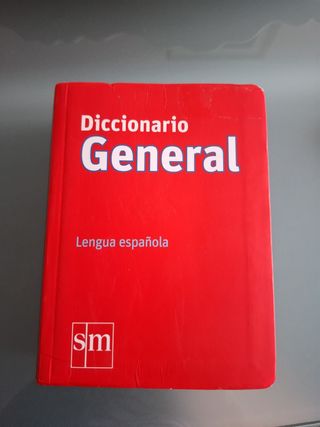 Diccionario
General
Lengua española
sm